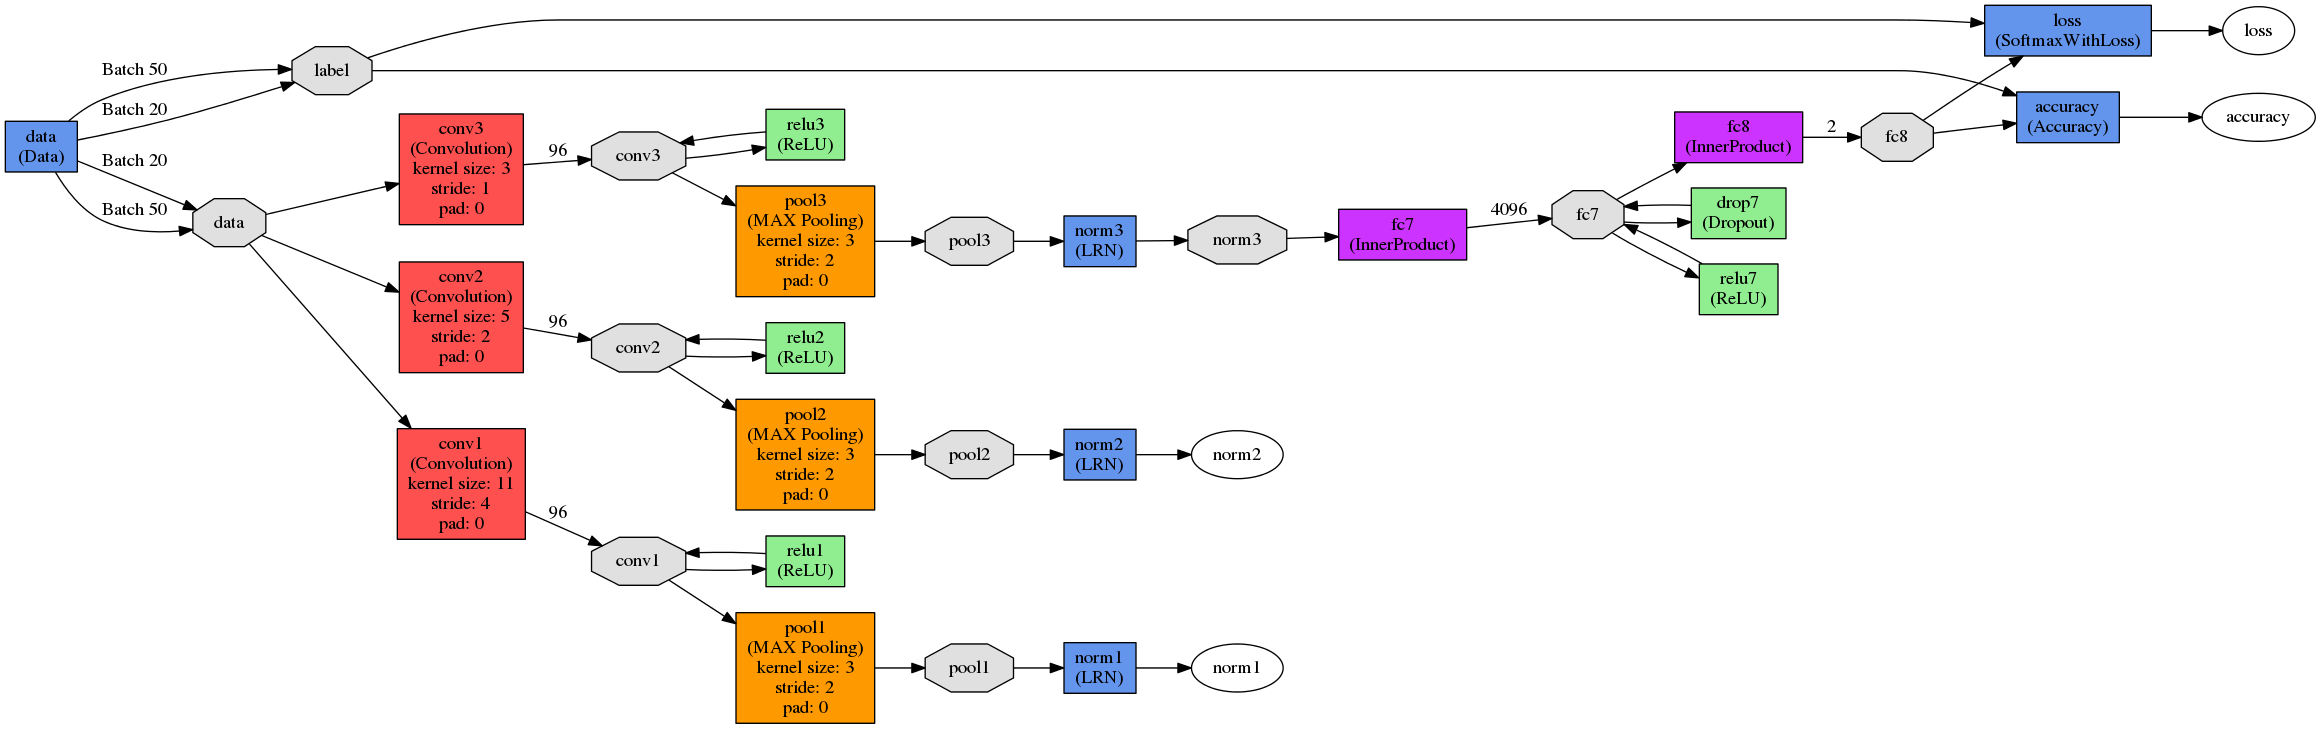 data
(Data)
Batch 50
Batch 20
Batch 20
Batch 50
label
data
conv3
(Convolution)
kernel size: 3
stride: 1
pad: 0
96
conv3
relu3
(ReLU)
pool3
(MAX Pooling)
kernel size: 3
stride: 2
pad: 0
pool3
norm3
(LRN)
norm3
fc7
(InnerProduct)
4096
fc7
fc8
(InnerProduct)
2
fc8
drop7
(Dropout)
relu7
(ReLU)
loss
(SoftmaxWithLoss)
loss
accuracy
(Accuracy)
accuracy
conv2
(Convolution)
kernel size: 5
stride: 2
pad: 0
96
conv2
relu2
(ReLU)
pool2
(MAX Pooling)
kernel size: 3
stride: 2
pad: 0
pool2
norm2
(LRN)
norm2
conv1
(Convolution)
kernel size: 11
stride: 4
pad: 0
96
conv1
relu1
(ReLU)
pool1
(MAX Pooling)
kernel size: 3
stride: 2
pad: 0
pool1
norm1
(LRN)
norm1